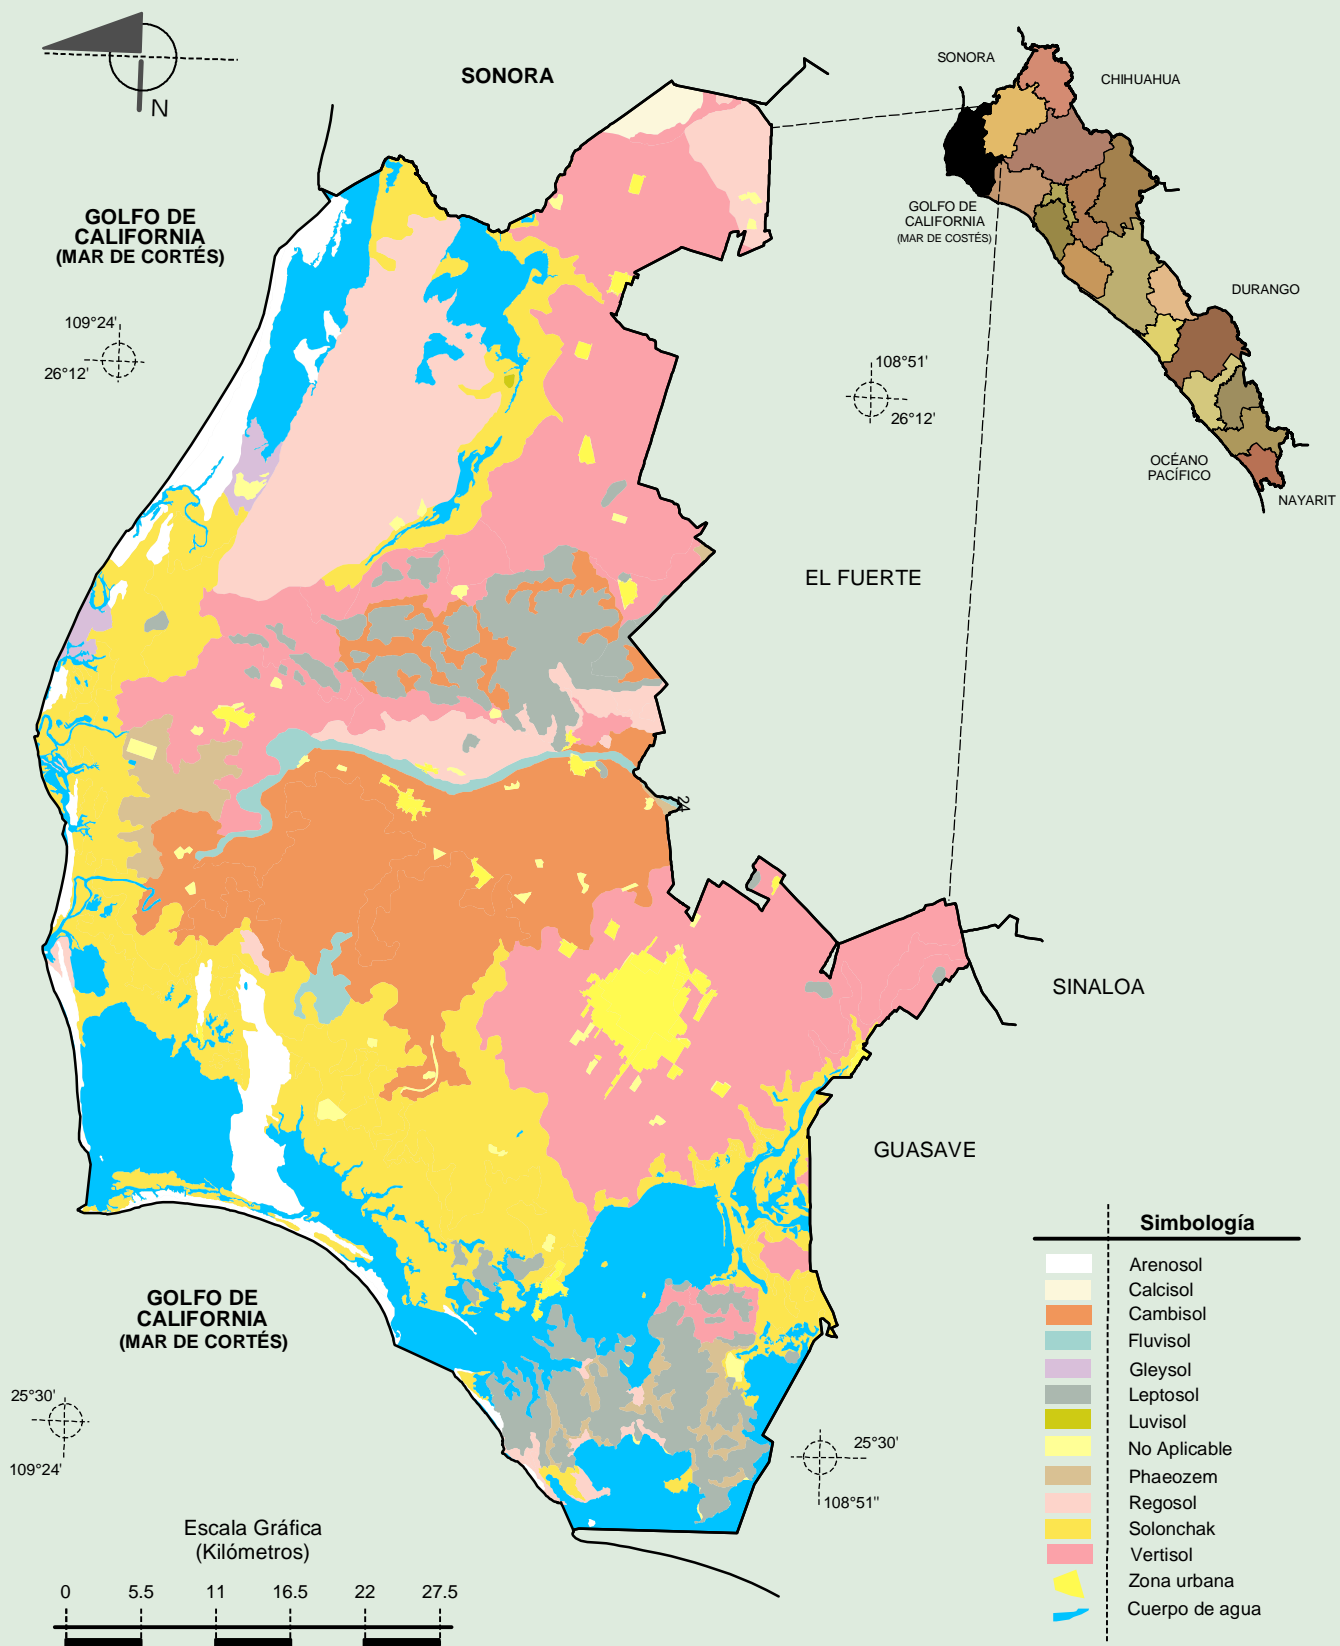 N
SONORA
GOLFO DE
CALIFORNIA
(MAR DE CORTÉS)
109°24'
26°12'
SONORA
CHIHUAHUA
GOLFO DE
CALIFORNIA
(MAR DE COSTÉS)
DURANGO
OCÉANO
PACÍFICO
NAYARIT
108°51'
26°12'
EL FUERTE
24
SINALOA
GUASAVE
GOLFO DE
CALIFORNIA
(MAR DE CORTÉS)
25°30'
109°24'
25°30'
108°51"
Escala Gráfica
(Kilómetros)
0 5.5 11 16.5 22 27.5
Simbología
Arenosol
Calcisol
Cambisol
Fluvisol
Gleysol
Leptosol
Luvisol
No Aplicable
Phaeozem
Regosol
Solonchak
Vertisol
Zona urbana
Cuerpo de agua